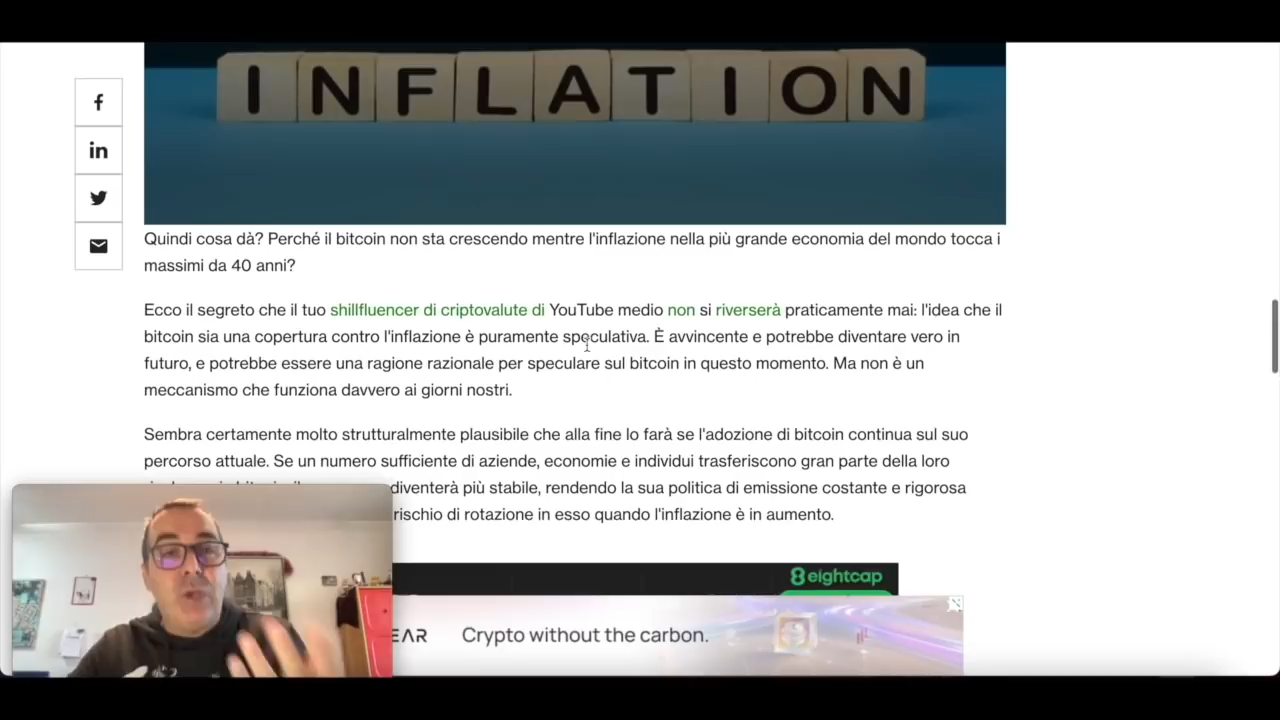 INFLATION
Quindi cosa dà? Perché il bitcoin non sta crescendo mentre l'inflazione nella più grande economia del mondo tocca i
massimi da 40 anni?
Ecco il segreto che il tuo shillfluencer di criptovalute di YouTube medio non si riverserà praticamente mai: l'idea che il
bitcoin sia una copertura contro l'inflazione è puramente speculativa. È avvincente e potrebbe diventare vero in
futuro, e potrebbe essere una ragione razionale per speculare sul bitcoin in questo momento. Ma non è un
meccanismo che funziona davvero ai giorni nostri.
Sembra certamente molto strutturalmente plausibile che alla fine lo farà se l'adozione di bitcoin continua sul suo
percorso attuale. Se un numero sufficiente di aziende, economie e individui trasferiscono gran parte della loro
diventerà più stabile, rendendo la sua politica di emissione costante e rigorosa
rischio di rotazione in esso quando l'inflazione è in aumento.
eightcap
EAR Crypto without the carbon.